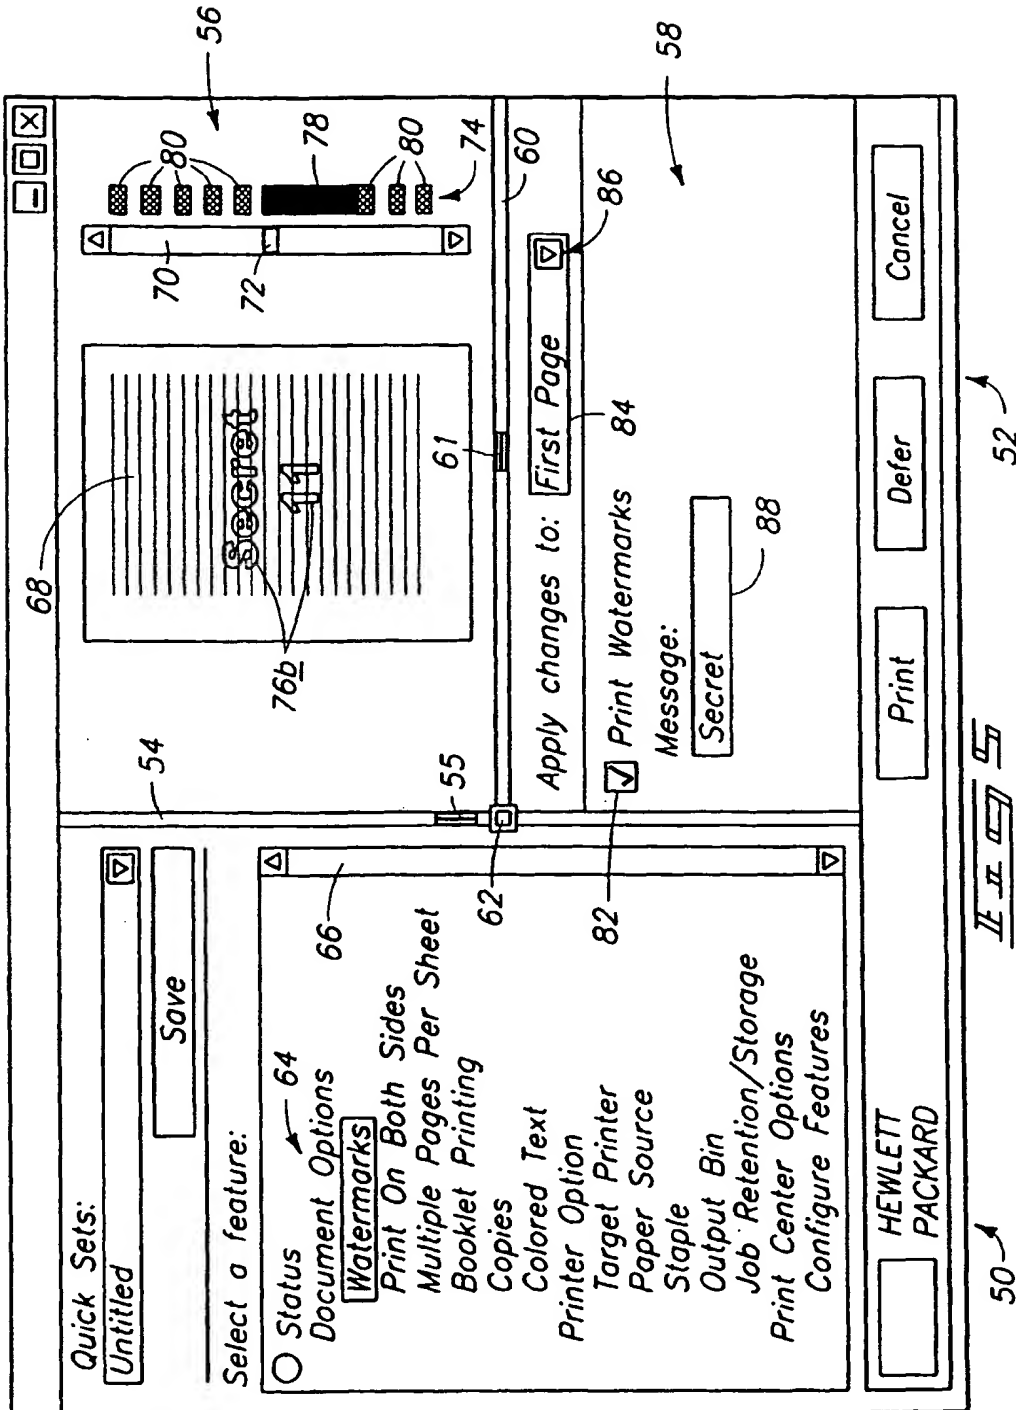 Quick Sets:
Untitled
Save
Select a feature:
Status
64
Document Options
Watermarks
Print On Both Sides
Multiple Pages Per Sheet
Booklet Printing
Copies
Colored Text
Printer Option
Target Printer
Paper Source
Staple
Output Bin
Job Retention/Storage
Print Center Options
Configure Features
66
54
55
62
68
Secret
11
76b
70
72
80
78
80
74
56
61
60
Apply changes to: First Page
84
86
82
Print Watermarks
Message:
Secret
88
58
HEWLETT
PACKARD
Print
Defer
Cancel
50
52